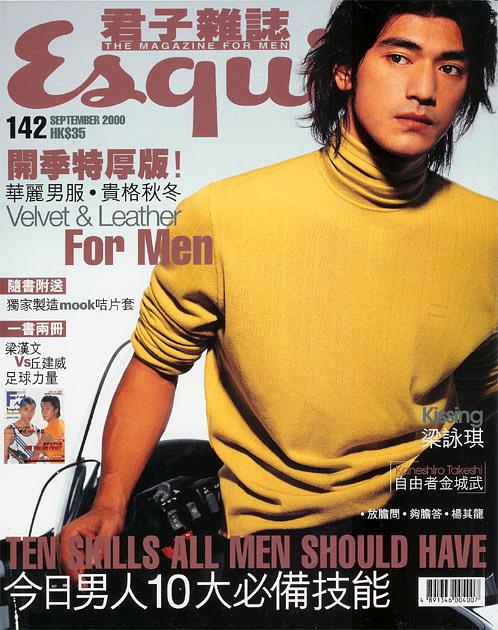 君子雜誌
THE MAGAZINE FOR MEN
Esqui
142 SEPTEMBER 2000
HK$35
開季特厚版!
華麗男服•貴格秋冬
Velvet & Leather
For Men
隨書附送
獨家製造mook咭片套
一書兩冊
梁漢文
Vs丘建威
足球力量
Kissing
梁詠琪
Kaneshiro Takeshi
自由者金城武
•放膽問•夠膽答•楊其龍
TEN SKILLS ALL MEN SHOULD HAVE
今日男人10大必備技能
4 891346 004007